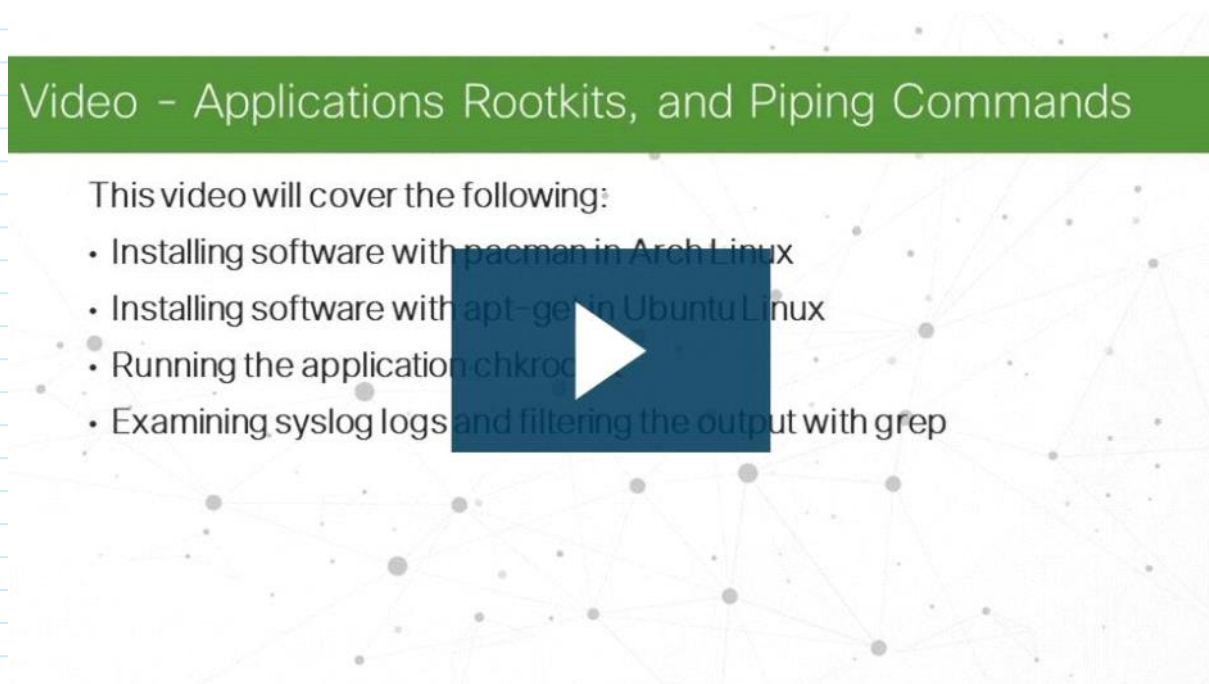 Video - Applications Rootkits, and Piping Commands
This video will cover the following:
• Installing software with pacman in Arch Linux
• Installing software with apt-get in Ubuntu Linux
• Running the application
• Examining syslog logs and filtering the output with grep